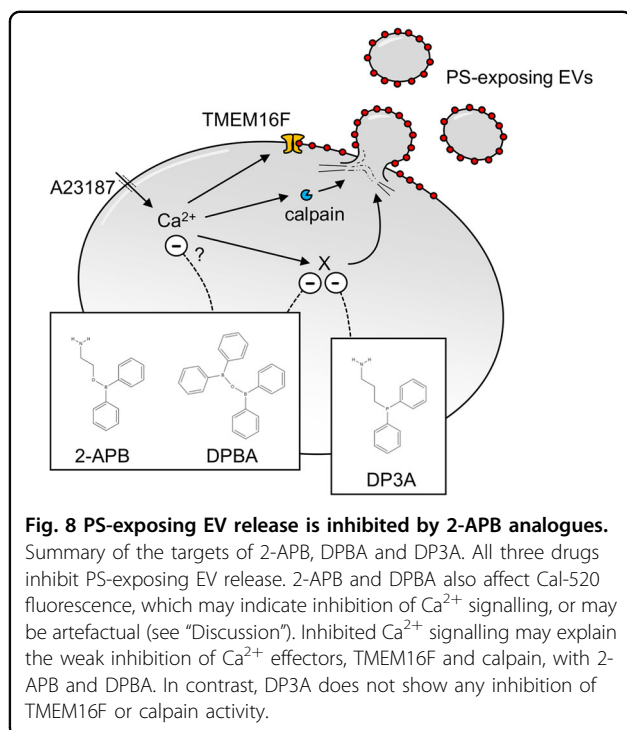 PS-exposing EVs
TMEM16F
A23187
Ca2+
calpain
− ?
X
− −
H H
N
O
B
2-APB
B O B
DPBA
H H
N
P
DP3A
Fig. 8 PS-exposing EV release is inhibited by 2-APB analogues.
Summary of the targets of 2-APB, DPBA and DP3A. All three drugs
inhibit PS-exposing EV release. 2-APB and DPBA also affect Cal-520
fluorescence, which may indicate inhibition of Ca2+ signalling, or may
be artefactual (see “Discussion”). Inhibited Ca2+ signalling may explain
the weak inhibition of Ca2+ effectors, TMEM16F and calpain, with 2-
APB and DPBA. In contrast, DP3A does not show any inhibition of
TMEM16F or calpain activity.